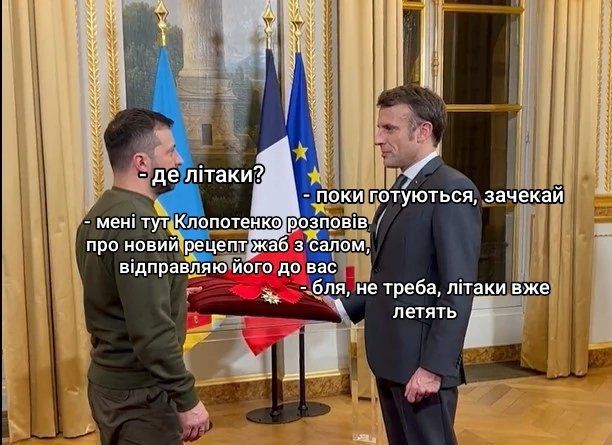 - де літаки?
- поки готуються, зачекай
- мені тут Клопотенко розповів,
про новий рецепт жаб з салом,
відправляю його до вас
- бля, не треба, літаки вже
летять